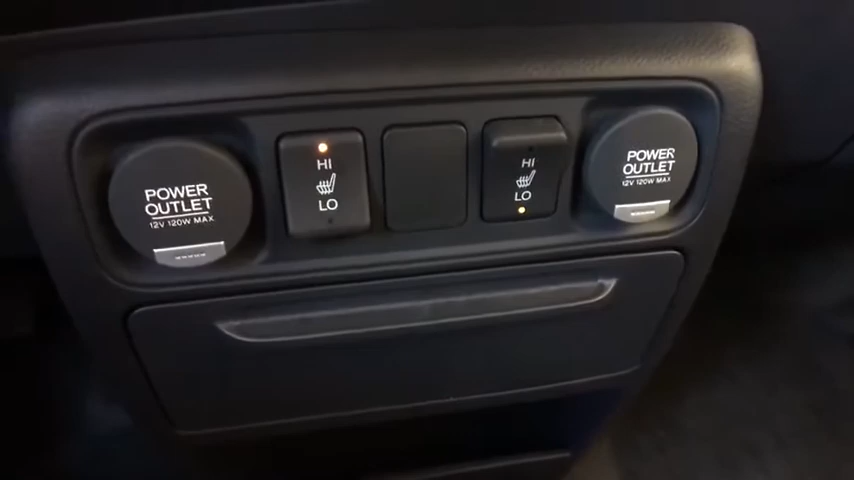 POWER
OUTLET
12V 120W MAX
HI
LO
HI
LO
POWER
OUTLET
12V 120W MAX